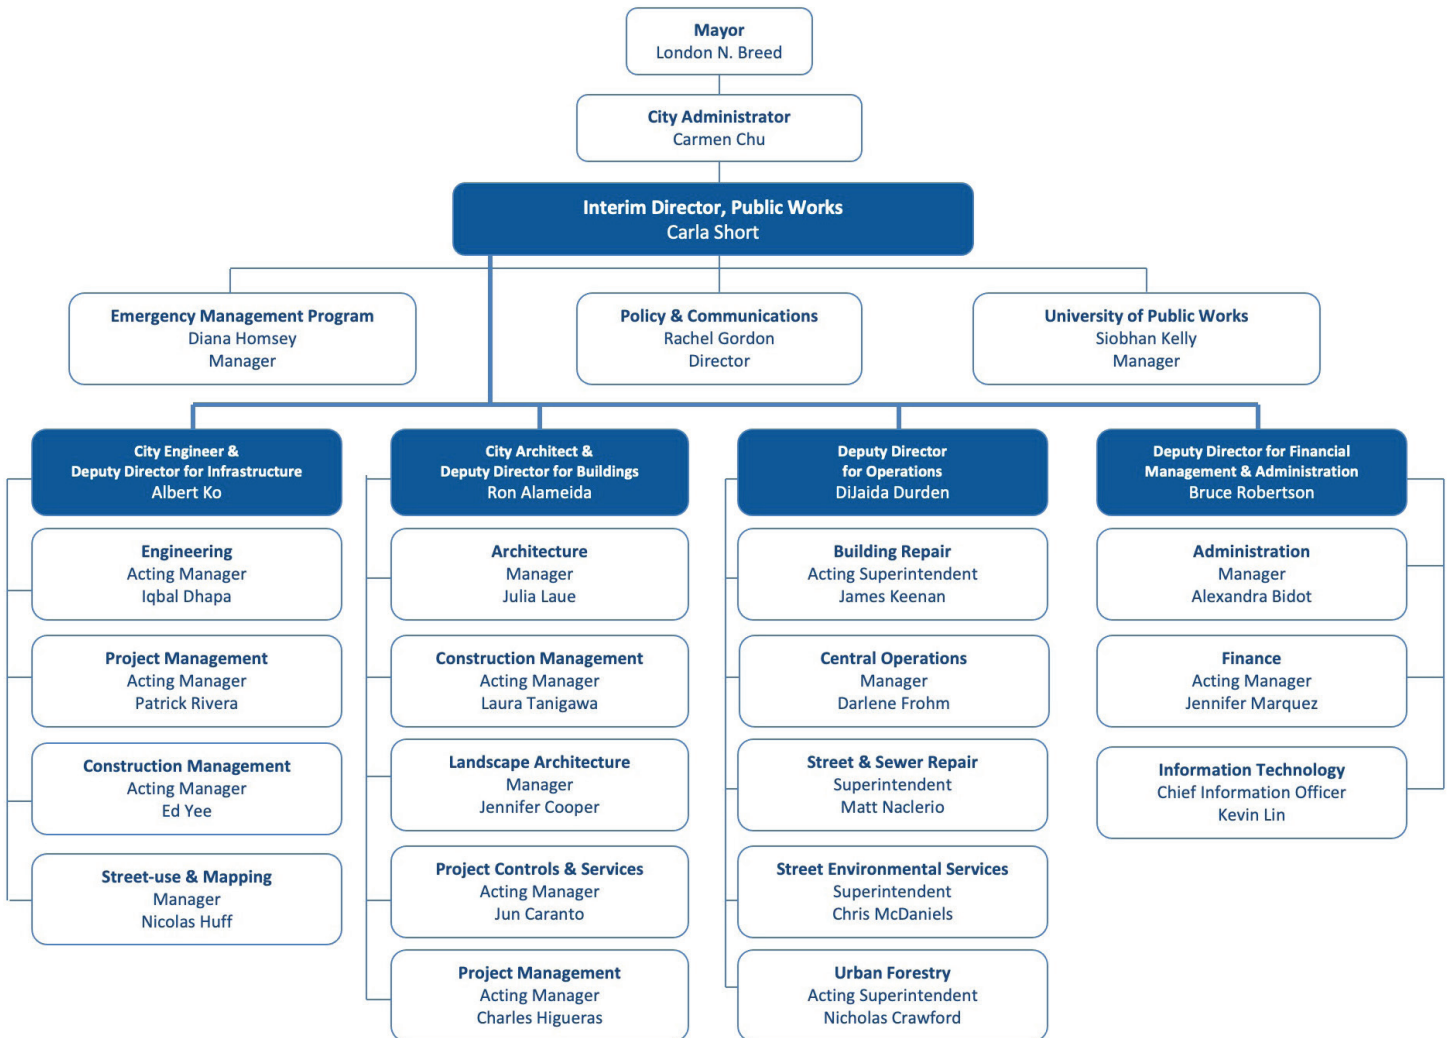 Mayor
London N. Breed
City Administrator
Carmen Chu
Interim Director, Public Works
Carla Short
Emergency Management Program
Diana Homsey
Manager
Policy & Communications
Rachel Gordon
Director
University of Public Works
Siobhan Kelly
Manager
City Engineer &
Deputy Director for Infrastructure
Albert Ko
Engineering
Acting Manager
Iqbal Dhapa
Project Management
Acting Manager
Patrick Rivera
Construction Management
Acting Manager
Ed Yee
Street-use & Mapping
Manager
Nicolas Huff
City Architect &
Deputy Director for Buildings
Ron Alameida
Architecture
Manager
Julia Laue
Construction Management
Acting Manager
Laura Tanigawa
Landscape Architecture
Manager
Jennifer Cooper
Project Controls & Services
Acting Manager
Jun Caranto
Project Management
Acting Manager
Charles Higueras
Deputy Director
for Operations
DiJaida Durden
Building Repair
Acting Superintendent
James Keenan
Central Operations
Manager
Darlene Frohm
Street & Sewer Repair
Superintendent
Matt Naclerio
Street Environmental Services
Superintendent
Chris McDaniels
Urban Forestry
Acting Superintendent
Nicholas Crawford
Deputy Director for Financial
Management & Administration
Bruce Robertson
Administration
Manager
Alexandra Bidot
Finance
Acting Manager
Jennifer Marquez
Information Technology
Chief Information Officer
Kevin Lin